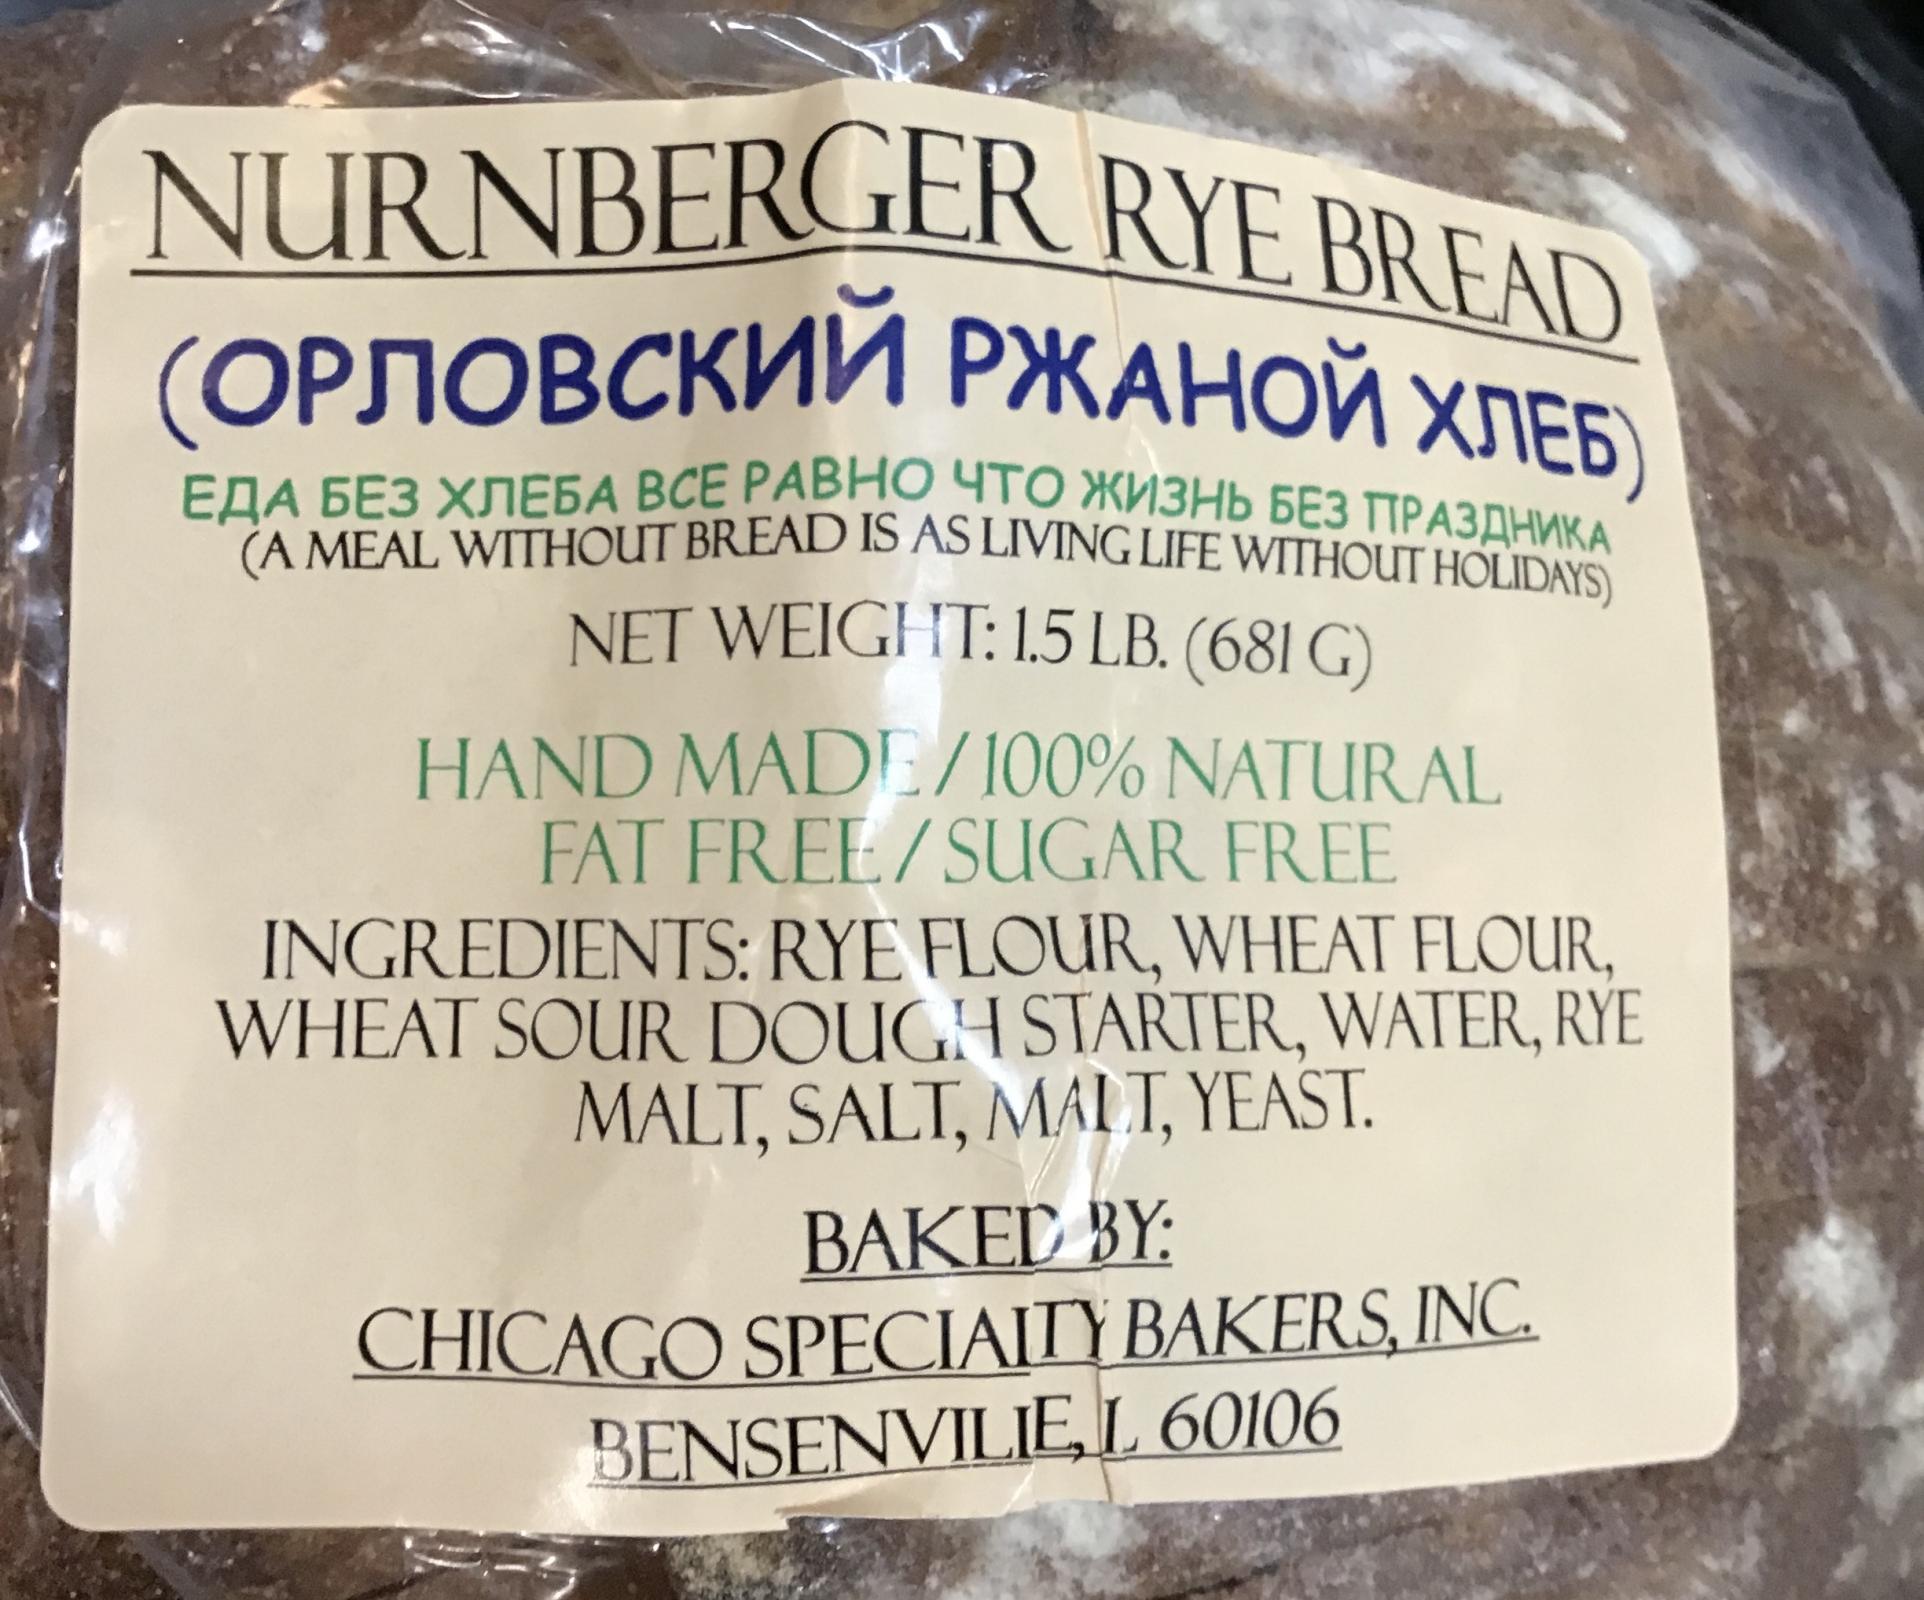 NURNBERGER RYE BREAD
(ОРЛОВСКИЙ РЖАНОЙ ХЛЕБ)
ЕДА БЕЗ ХЛЕБА ВСЕ РАВНО ЧТО ЖИЗНЬ БЕЗ ПРАЗДНИКА
(A MEAL WITHOUT BREAD IS AS LIVING LIFE WITHOUT HOLIDAYS)
NET WEIGHT: 1.5 LB. (681 G)
HAND MADE / 100% NATURAL
FAT FREE / SUGAR FREE
INGREDIENTS: RYE FLOUR, WHEAT FLOUR,
WHEAT SOUR DOUGH STARTER, WATER, RYE
MALT, SALT, MALT, YEAST.
BAKED BY:
CHICAGO SPECIALTY BAKERS, INC.
BENSENVILLE, IL 60106